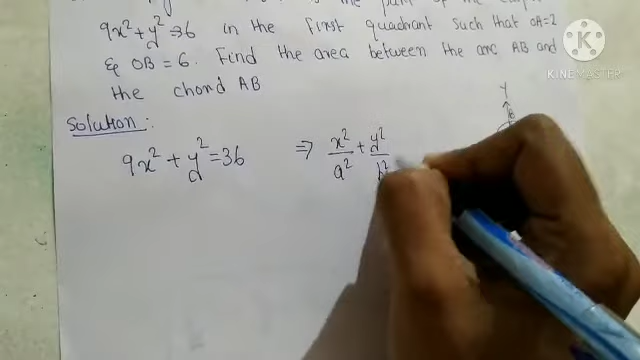 9x² + y² = 36 in the first quadrant such that OA=2
& OB = 6. Find the area between the arc AB and
the chord AB
Solution:
9x² + y² = 36 ⇒ x²/a² + y²/b²
Y
B
KINEMASTER